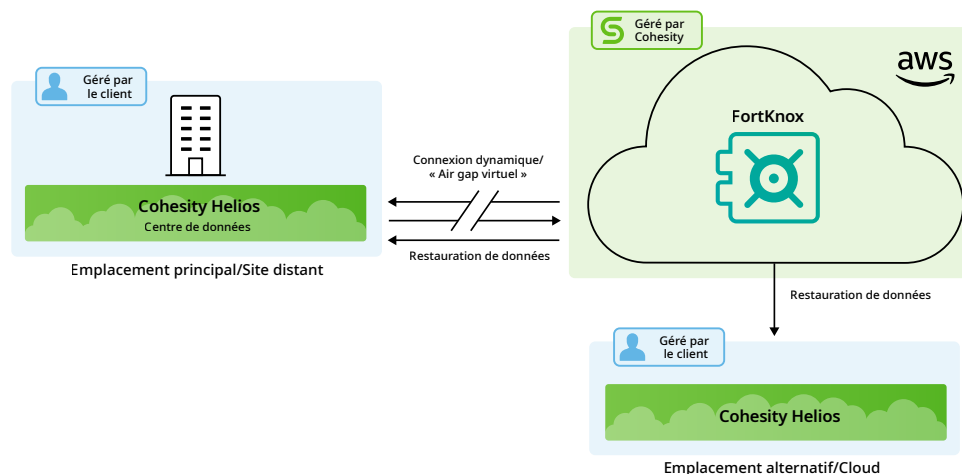 Géré par
le client
Cohesity Helios
Centre de données
Emplacement principal/Site distant
Connexion dynamique/
« Air gap virtuel »
Restauration de données
Géré par
Cohesity
aws
FortKnox
Restauration de données
Géré par
le client
Cohesity Helios
Emplacement alternatif/Cloud